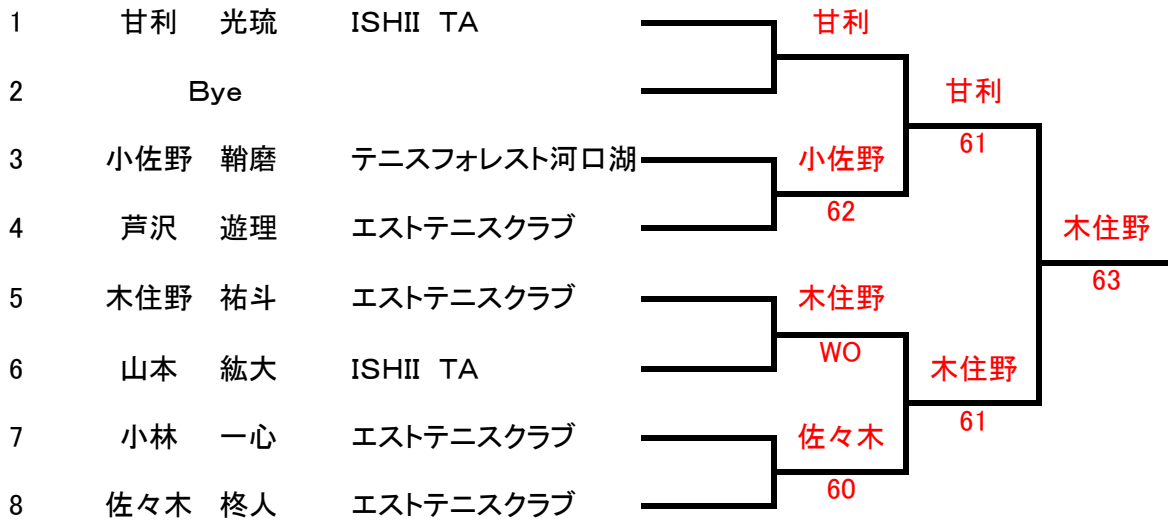 1 甘利 光琉 ISHII TA 甘利
2 Bye 甘利
61
3 小佐野 鞘磨 テニスフォレスト河口湖 小佐野
62
4 芦沢 遊理 エストテニスクラブ 木住野
63
5 木住野 祐斗 エストテニスクラブ 木住野
WO
6 山本 紘大 ISHII TA 木住野
61
7 小林 一心 エストテニスクラブ 佐々木
60
8 佐々木 柊人 エストテニスクラブ